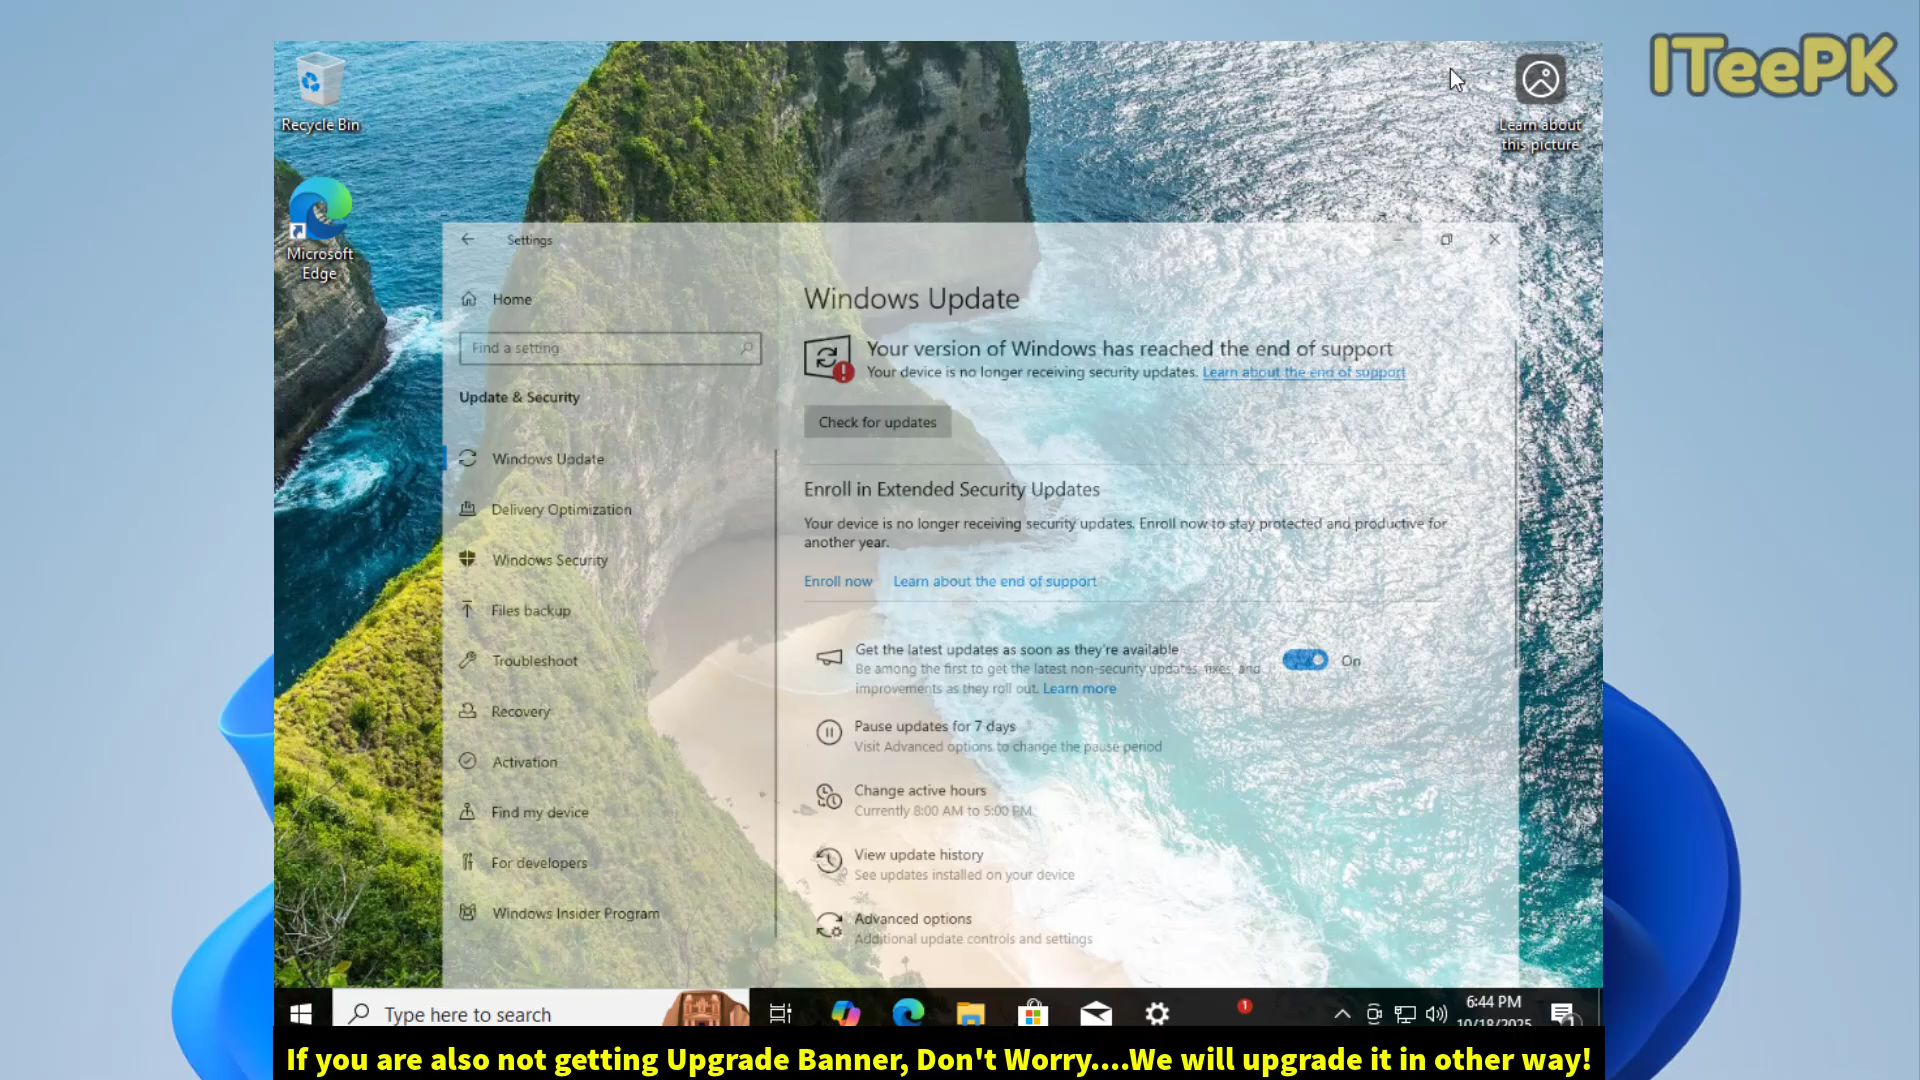 ITeePK
Recycle Bin
Learn about
this picture
Microsoft
Edge
Settings
Home
Find a setting
Update & Security
Windows Update
Delivery Optimization
Windows Security
Files backup
Troubleshoot
Recovery
Activation
Find my device
For developers
Windows Insider Program
Windows Update
Your version of Windows has reached the end of support
Your device is no longer receiving security updates. Learn about the end of support
Check for updates
Enroll in Extended Security Updates
Your device is no longer receiving security updates. Enroll now to stay protected and productive for
another year.
Enroll now Learn about the end of support
Get the latest updates as soon as they're available
Be among the first to get the latest non-security updates, fixes, and
improvements as they roll out. Learn more
On
Pause updates for 7 days
Visit Advanced options to change the pause period
Change active hours
Currently 8:00 AM to 5:00 PM
View update history
See updates installed on your device
Advanced options
Additional update controls and settings
Type here to search
1
6:44 PM
10/18/2025
1
If you are also not getting Upgrade Banner, Don't Worry....We will upgrade it in other way!